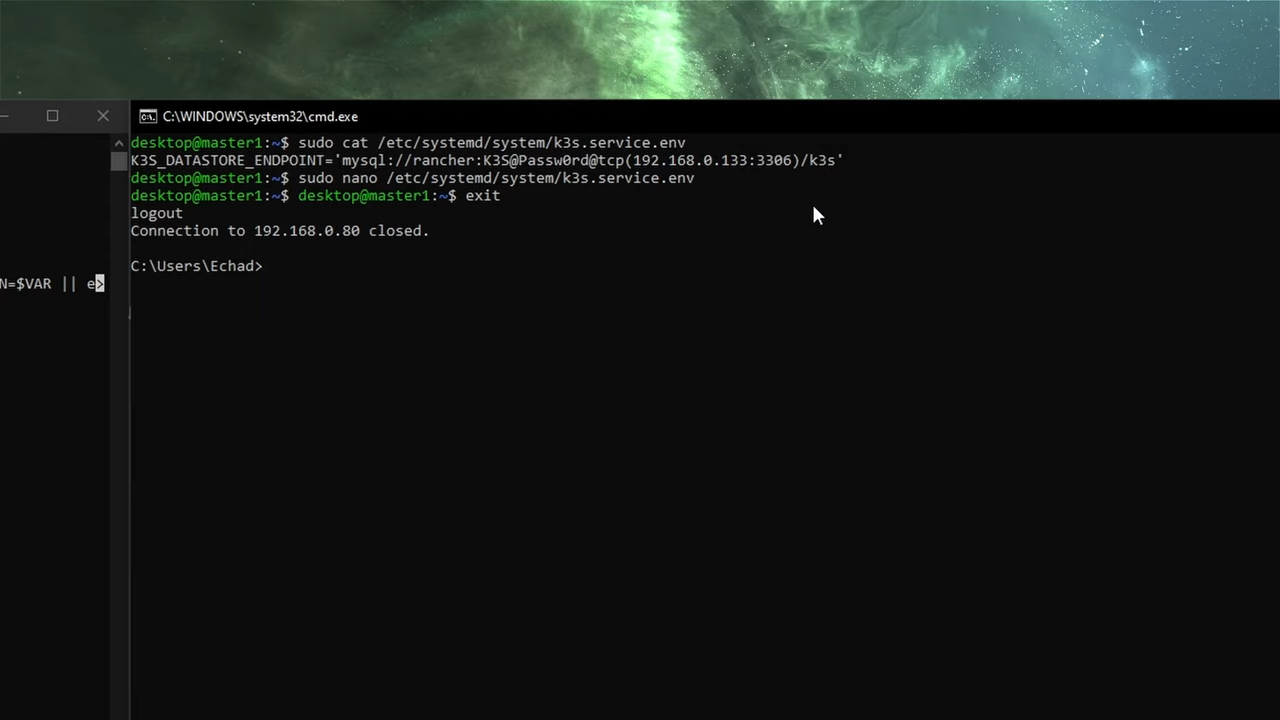 C:\WINDOWS\system32\cmd.exe
desktop@master1:~$ sudo cat /etc/systemd/system/k3s.service.env
K3S_DATASTORE_ENDPOINT='mysql://rancher:K3S@Passw0rd@tcp(192.168.0.133:3306)/k3s'
desktop@master1:~$ sudo nano /etc/systemd/system/k3s.service.env
desktop@master1:~$ desktop@master1:~$ exit
logout
Connection to 192.168.0.80 closed.
C:\Users\Echad>
N=$VAR || e>